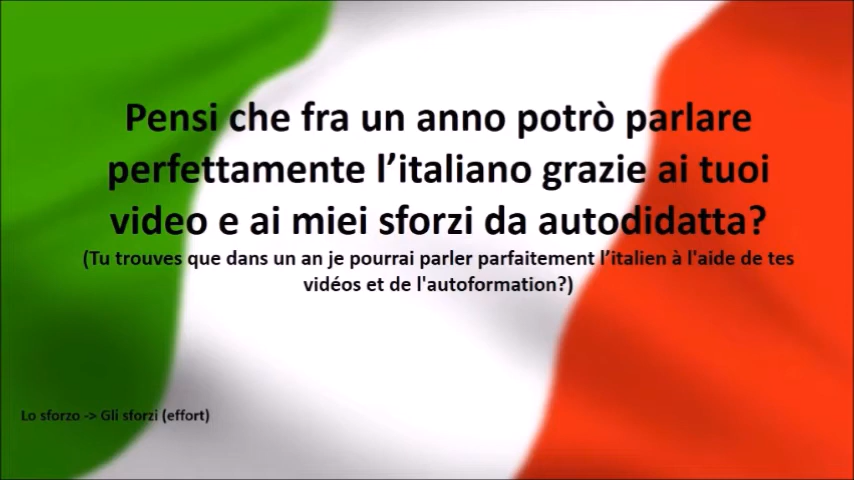 Pensi che fra un anno potrò parlare
perfettamente l’italiano grazie ai tuoi
video e ai miei sforzi da autodidatta?
(Tu trouves que dans un an je pourrai parler parfaitement l’italien à l'aide de tes
vidéos et de l'autoformation?)
Lo sforzo -> Gli sforzi (effort)